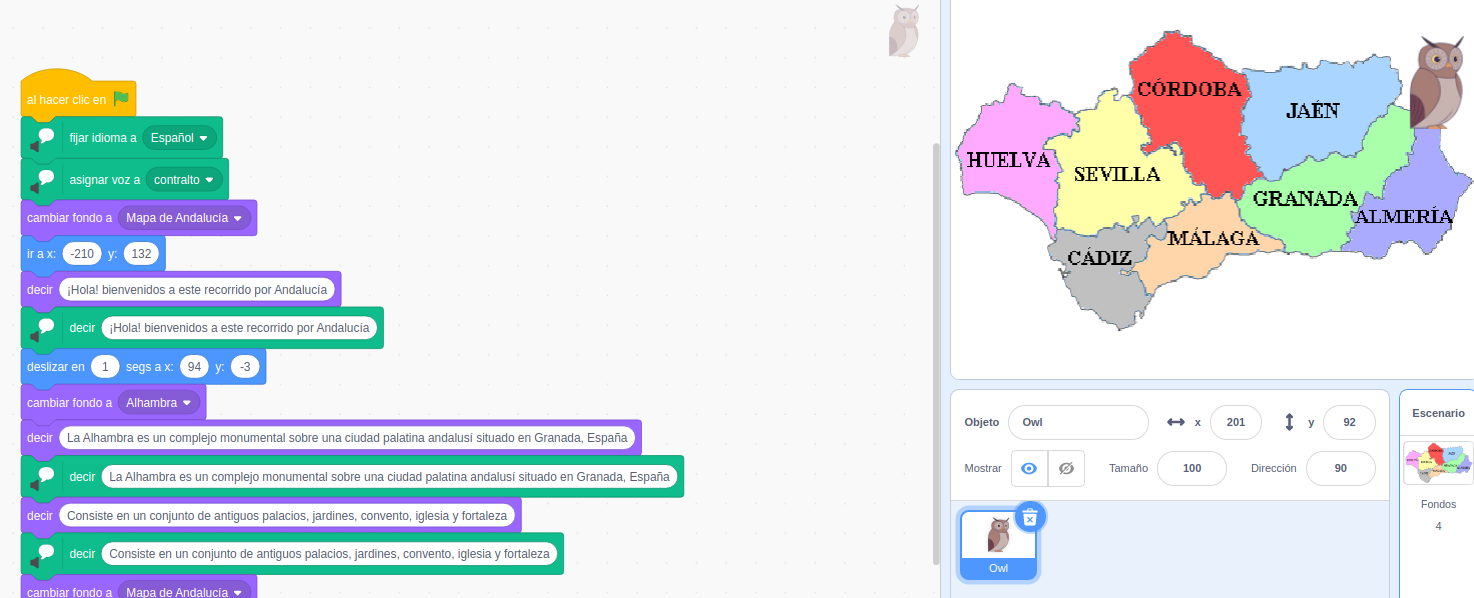 al hacer clic en
fijar idioma a Español
asignar voz a contralto
cambiar fondo a Mapa de Andalucía
ir a x: -210 y: 132
decir ¡Hola! bienvenidos a este recorrido por Andalucía
decir ¡Hola! bienvenidos a este recorrido por Andalucía
deslizar en 1 segs a x: 94 y: -3
cambiar fondo a Alhambra
decir La Alhambra es un complejo monumental sobre una ciudad palatina andalusí situado en Granada, España
decir La Alhambra es un complejo monumental sobre una ciudad palatina andalusí situado en Granada, España
decir Consiste en un conjunto de antiguos palacios, jardines, convento, iglesia y fortaleza
decir Consiste en un conjunto de antiguos palacios, jardines, convento, iglesia y fortaleza
cambiar fondo a Mapa de Andalucía
CÓRDOBA
JAÉN
HUELVA
SEVILLA
GRANADA
ALMERÍA
MÁLAGA
CÁDIZ
Objeto Owl x 201 y 92
Mostrar Tamaño 100 Dirección 90
Owl
Escenario
Fondos
4